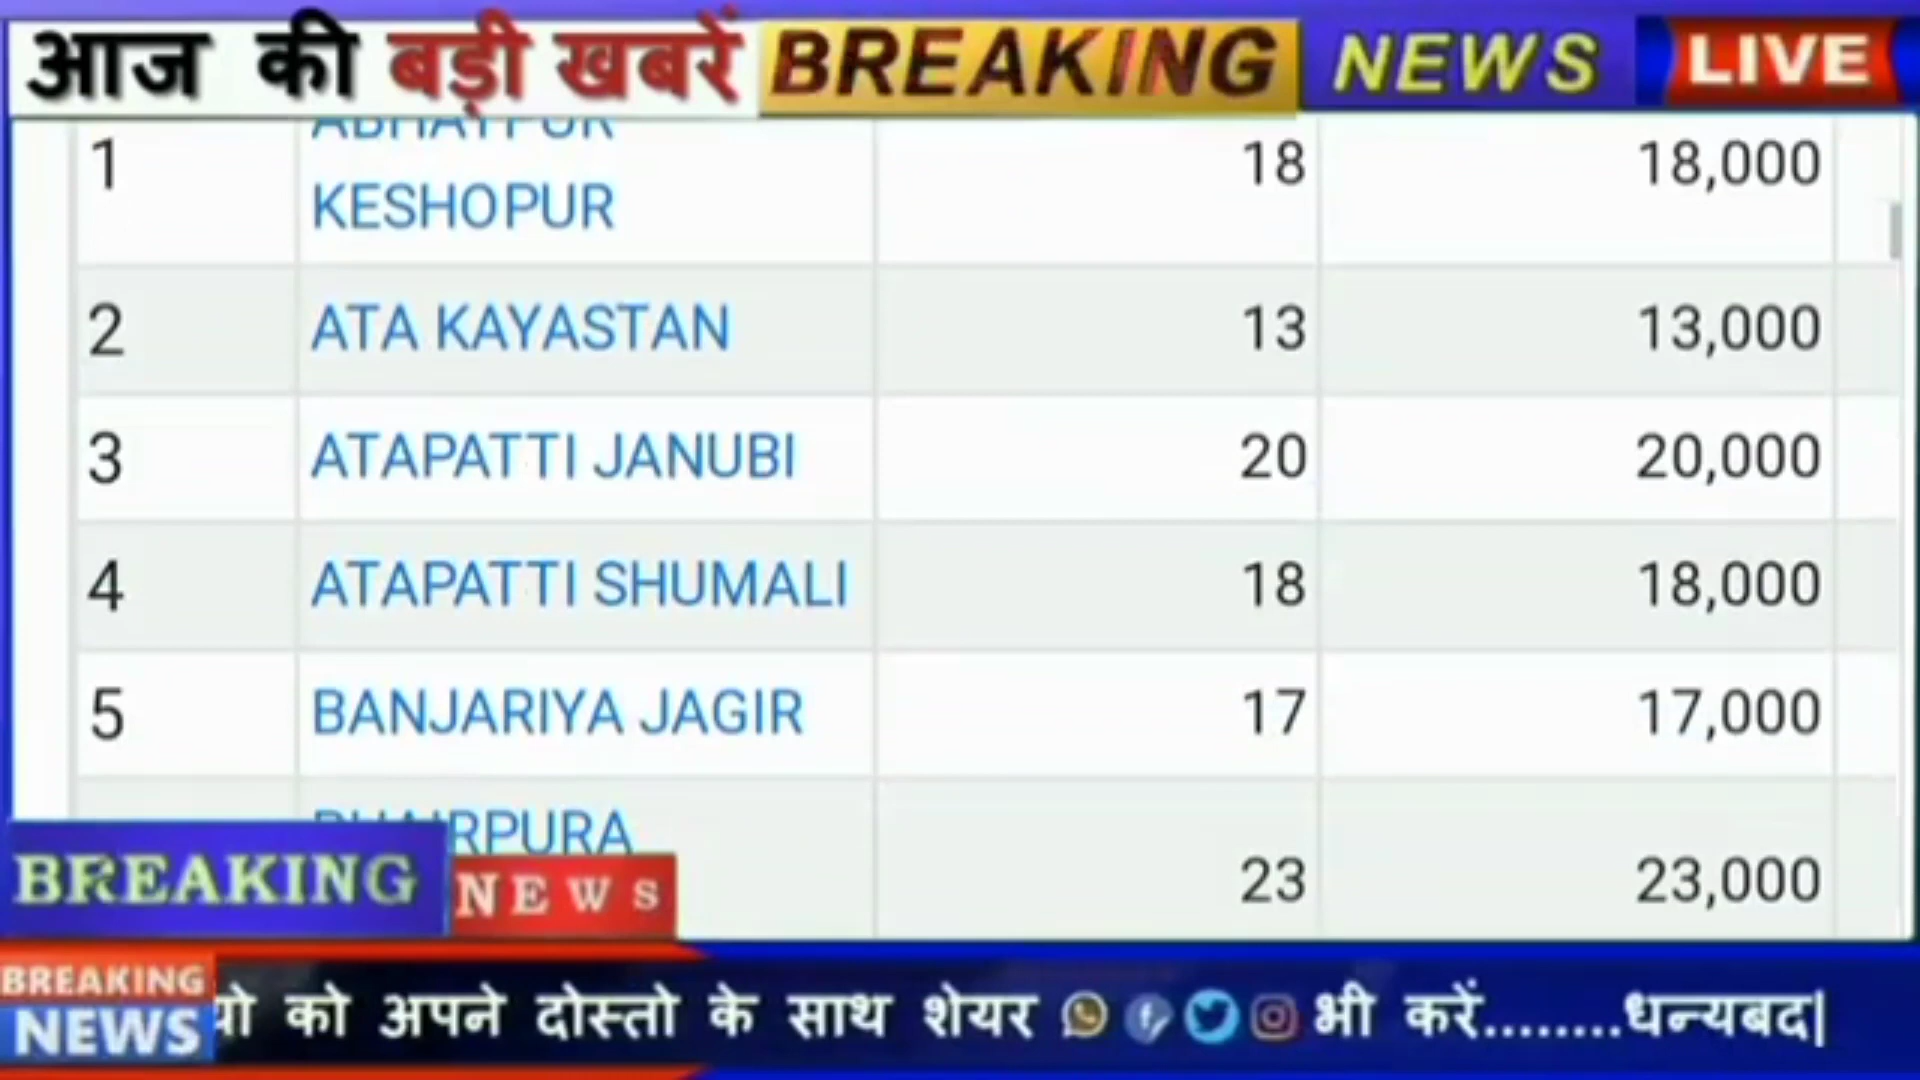 आज की बड़ी खबरें BREAKING NEWS LIVE
1 ABHAYPUR KESHOPUR 18 18,000
2 ATA KAYASTAN 13 13,000
3 ATAPATTI JANUBI 20 20,000
4 ATAPATTI SHUMALI 18 18,000
5 BANJARIYA JAGIR 17 17,000
23 23,000
BREAKING NEWS
BREAKING NEWS
को अपने दोस्तो के साथ शेयर भी करें........धन्यबद|